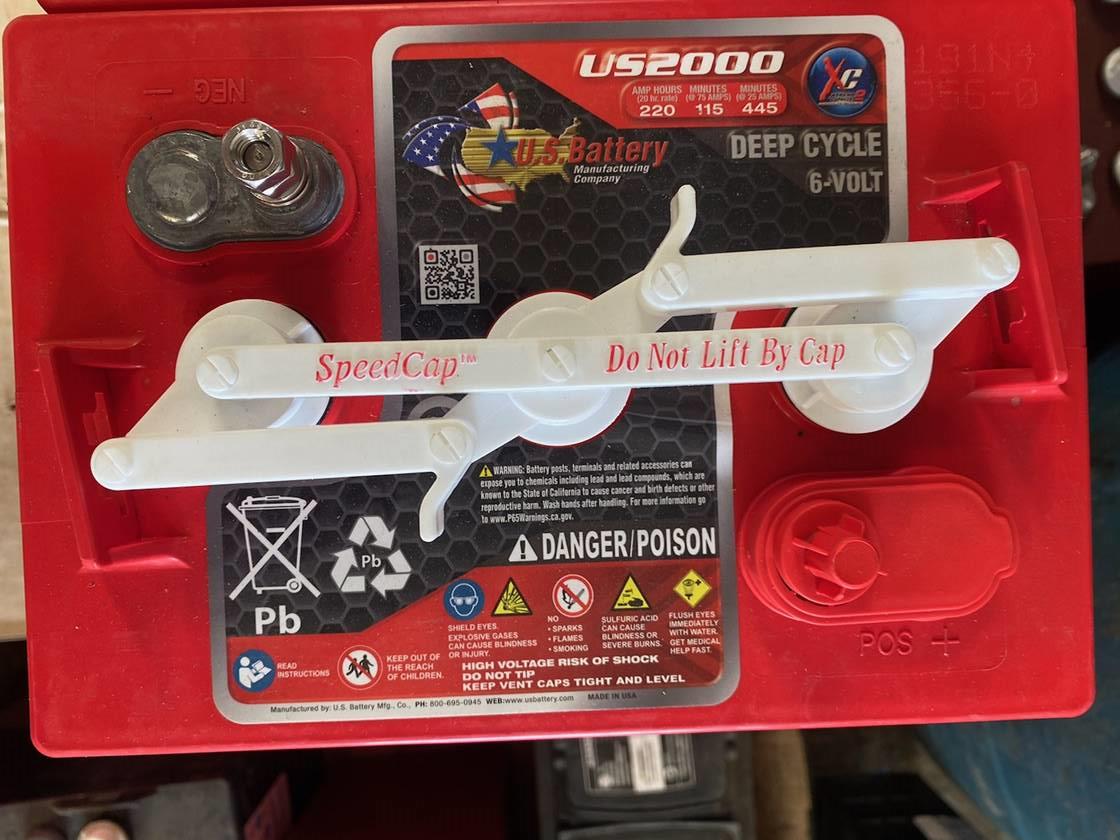 US2000
XC
AMP HOURS
(20 hr. rate)
220
MINUTES
(@ 75 AMPS)
115
MINUTES
(@ 25 AMPS)
445
U.S. Battery
Manufacturing
Company
DEEP CYCLE
6-VOLT
— NEG
SpeedCap™
Do Not Lift By Cap
⚠ WARNING: Battery posts, terminals and related accessories can
expose you to chemicals including lead and lead compounds, which are
known to the State of California to cause cancer and birth defects or other
reproductive harm. Wash hands after handling. For more information go
to www.P65Warnings.ca.gov.
⚠ DANGER/POISON
Pb
Pb
SHIELD EYES.
EXPLOSIVE GASES
CAN CAUSE BLINDNESS
OR INJURY.
NO
• SPARKS
• FLAMES
• SMOKING
SULFURIC ACID
CAN CAUSE
BLINDNESS OR
SEVERE BURNS.
FLUSH EYES
IMMEDIATELY
WITH WATER.
GET MEDICAL
HELP FAST.
READ
INSTRUCTIONS
KEEP OUT OF
THE REACH
OF CHILDREN.
HIGH VOLTAGE RISK OF SHOCK
DO NOT TIP
KEEP VENT CAPS TIGHT AND LEVEL
Manufactured by: U.S. Battery Mfg., Co., PH: 800-695-0945 WEB:www.usbattery.com MADE IN USA
POS +